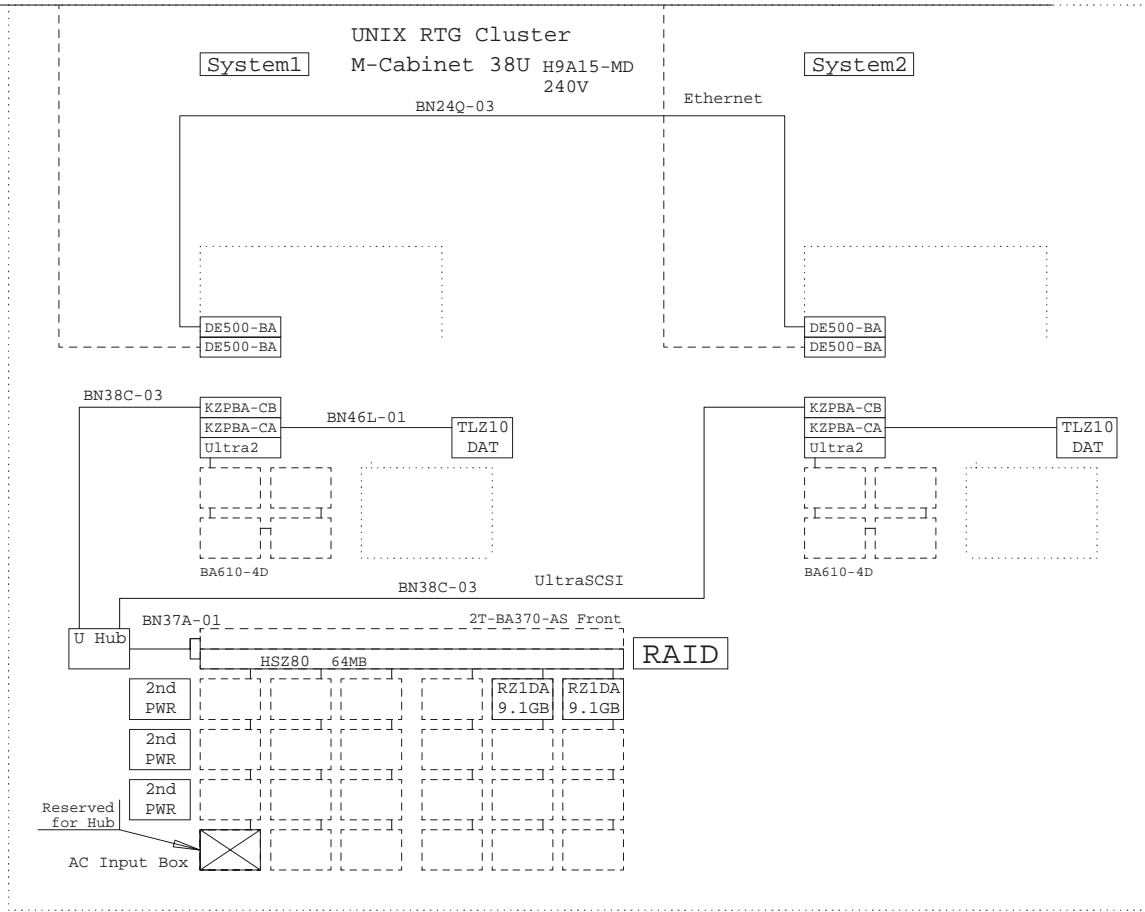 UNIX RTG Cluster
System1
M-Cabinet 38U H9A15-MD
240V
System2
BN24Q-03
Ethernet
DE500-BA
DE500-BA
DE500-BA
DE500-BA
BN38C-03
KZPBA-CB
KZPBA-CA
Ultra2
BN46L-01
TLZ10
DAT
KZPBA-CB
KZPBA-CA
Ultra2
TLZ10
DAT
BA610-4D
BA610-4D
BN38C-03
UltraSCSI
BN37A-01
2T-BA370-AS Front
U Hub
HSZ80 64MB
RAID
2nd
PWR
RZ1DA
9.1GB
RZ1DA
9.1GB
2nd
PWR
2nd
PWR
Reserved
for Hub
AC Input Box